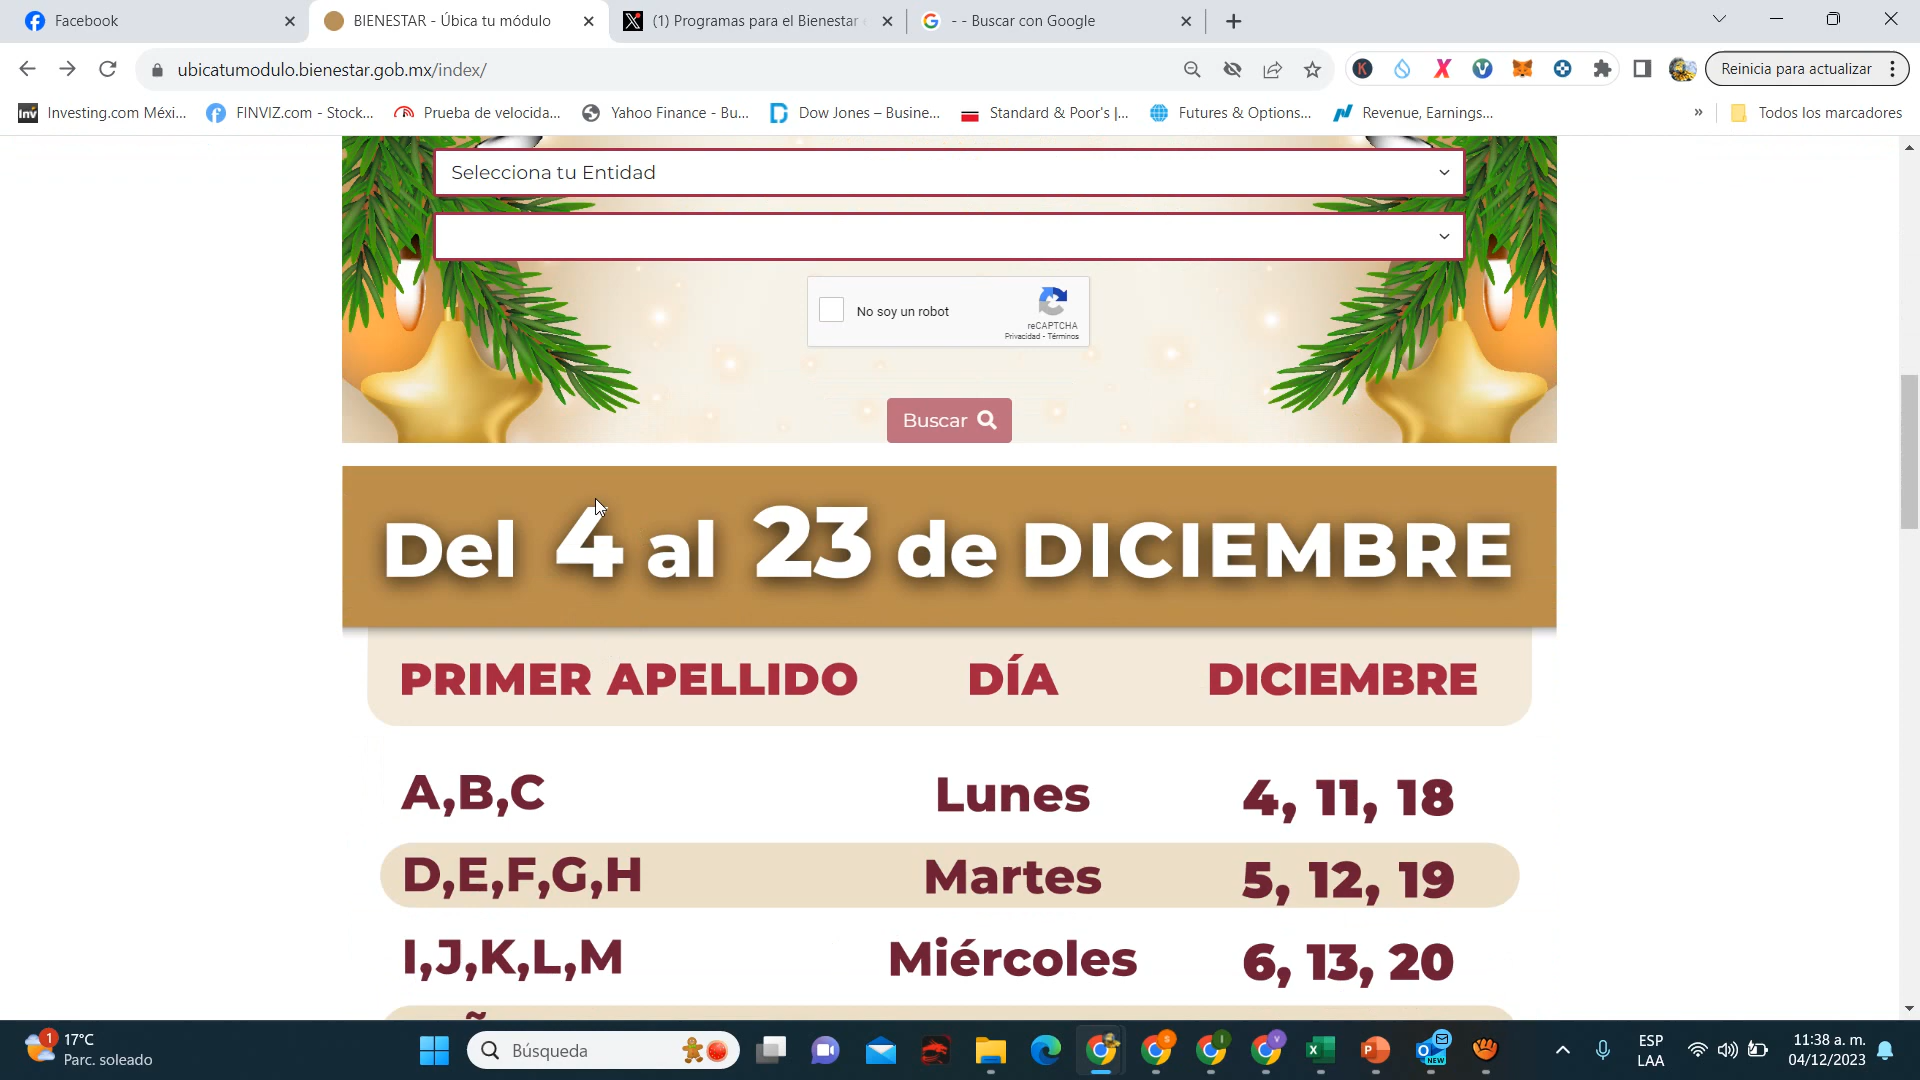 Facebook
BIENESTAR - Úbica tu módulo
(1) Programas para el Bienestar
- - Buscar con Google
ubicatumodulo.bienestar.gob.mx/index/
Reinicia para actualizar
Investing.com Méxi...
FINVIZ.com - Stock...
Prueba de velocida...
Yahoo Finance - Bu...
Dow Jones – Busine...
Standard & Poor's |...
Futures & Options...
Revenue, Earnings...
»
Todos los marcadores
Selecciona tu Entidad
No soy un robot
reCAPTCHA
Privacidad - Términos
Buscar
Del 4 al 23 de DICIEMBRE
PRIMER APELLIDO DÍA DICIEMBRE
A,B,C Lunes 4, 11, 18
D,E,F,G,H Martes 5, 12, 19
I,J,K,L,M Miércoles 6, 13, 20
1 17°C
Parc. soleado
Búsqueda
NEW
ESP
LAA
11:38 a. m.
04/12/2023